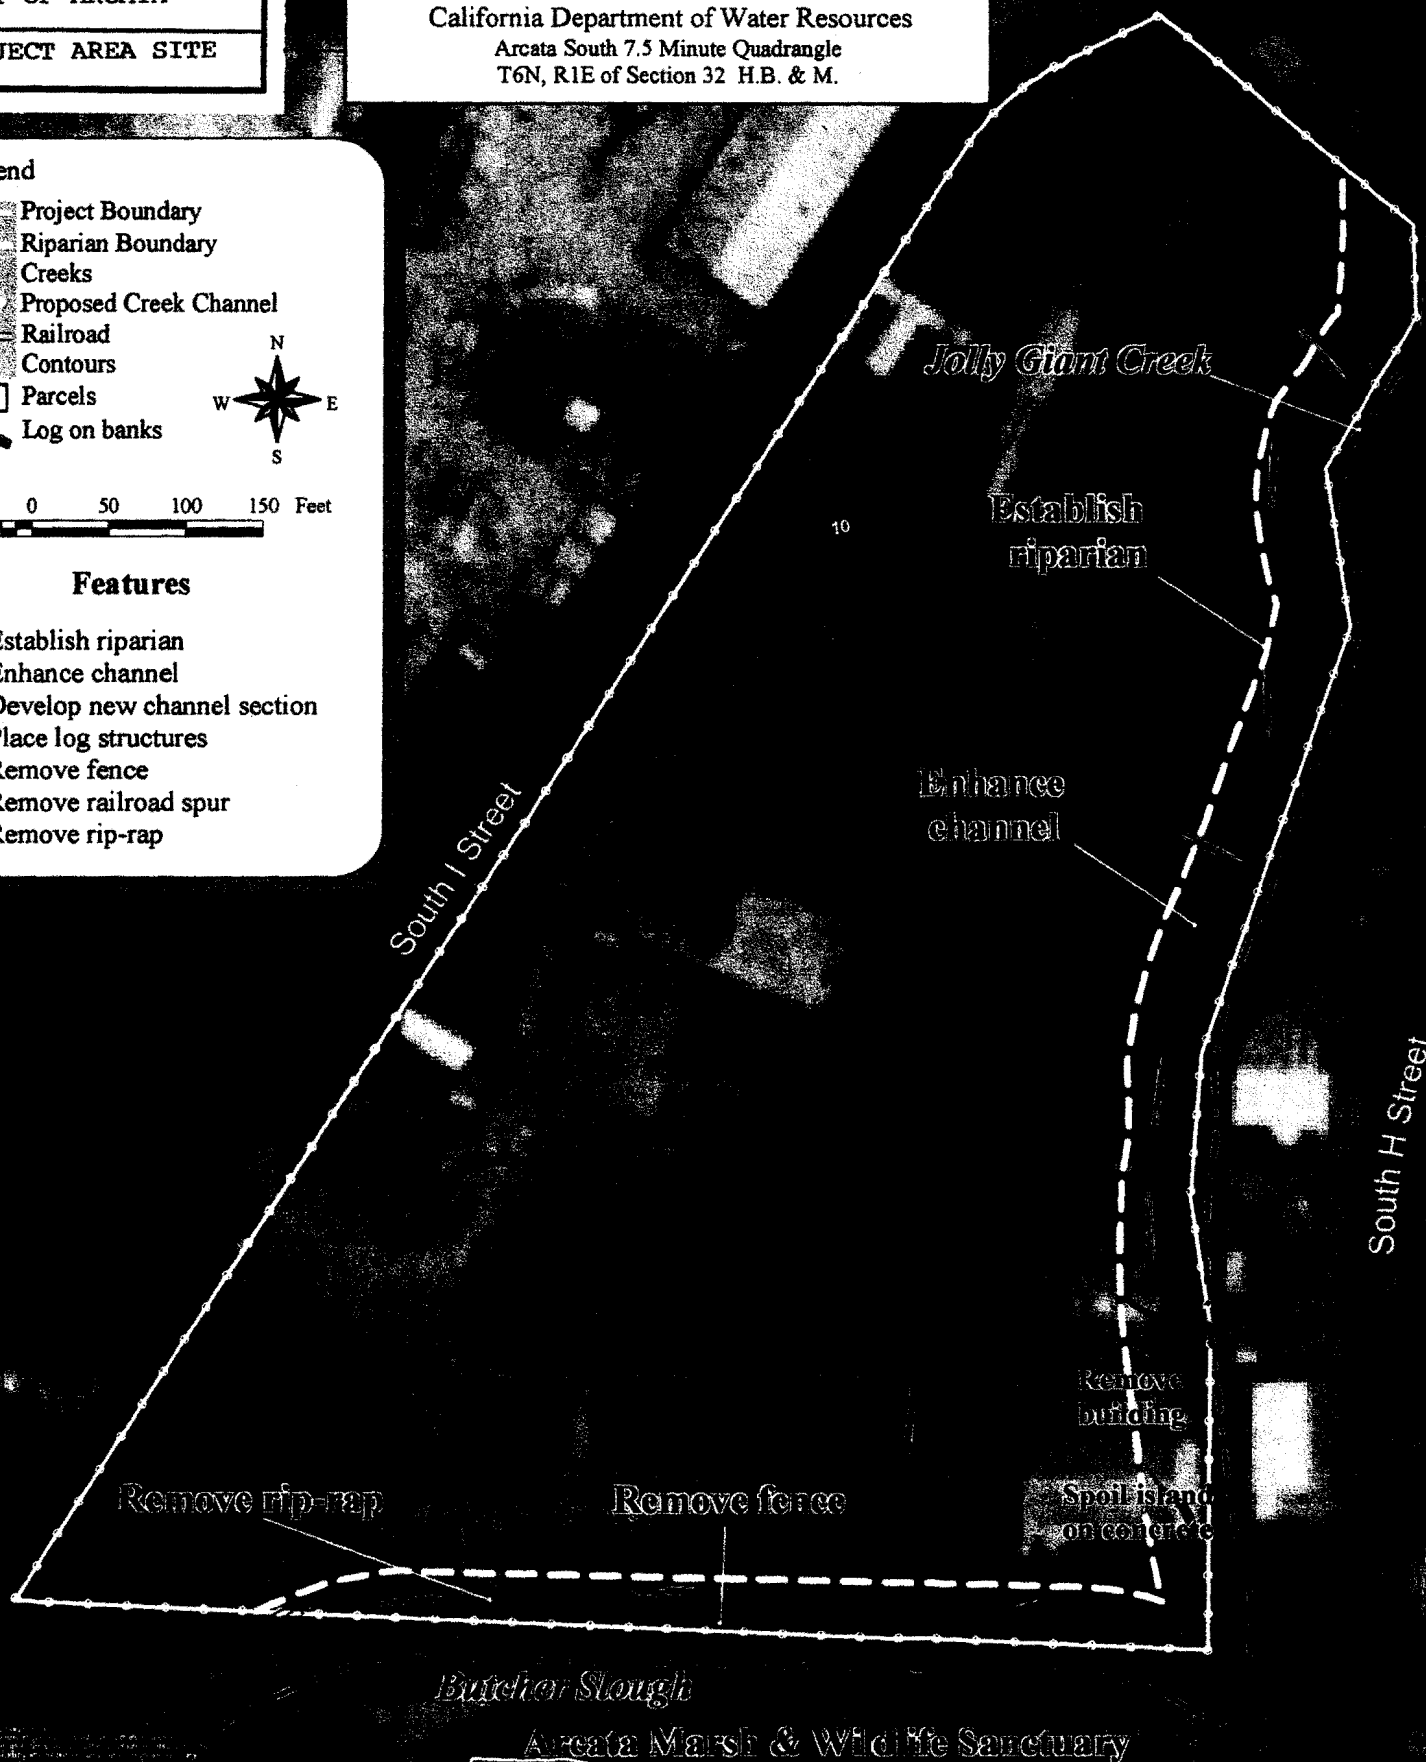 JECT AREA SITE
California Department of Water Resources
Arcata South 7.5 Minute Quadrangle
T6N, R1E of Section 32 H.B. & M.
end
Project Boundary
Riparian Boundary
Creeks
Proposed Creek Channel
Railroad
Contours
Parcels
Log on banks
N
W E
S
0 50 100 150 Feet
Features
Establish riparian
Enhance channel
Develop new channel section
Place log structures
Remove fence
Remove railroad spur
Remove rip-rap
Jolly Giant Creek
10
Establish
riparian
Enhance
channel
South I Street
South H Street
Remove
building
Spoil island
on concrete
Remove rip-rap
Remove fence
Butcher Slough
Arcata Marsh & Wildlife Sanctuary